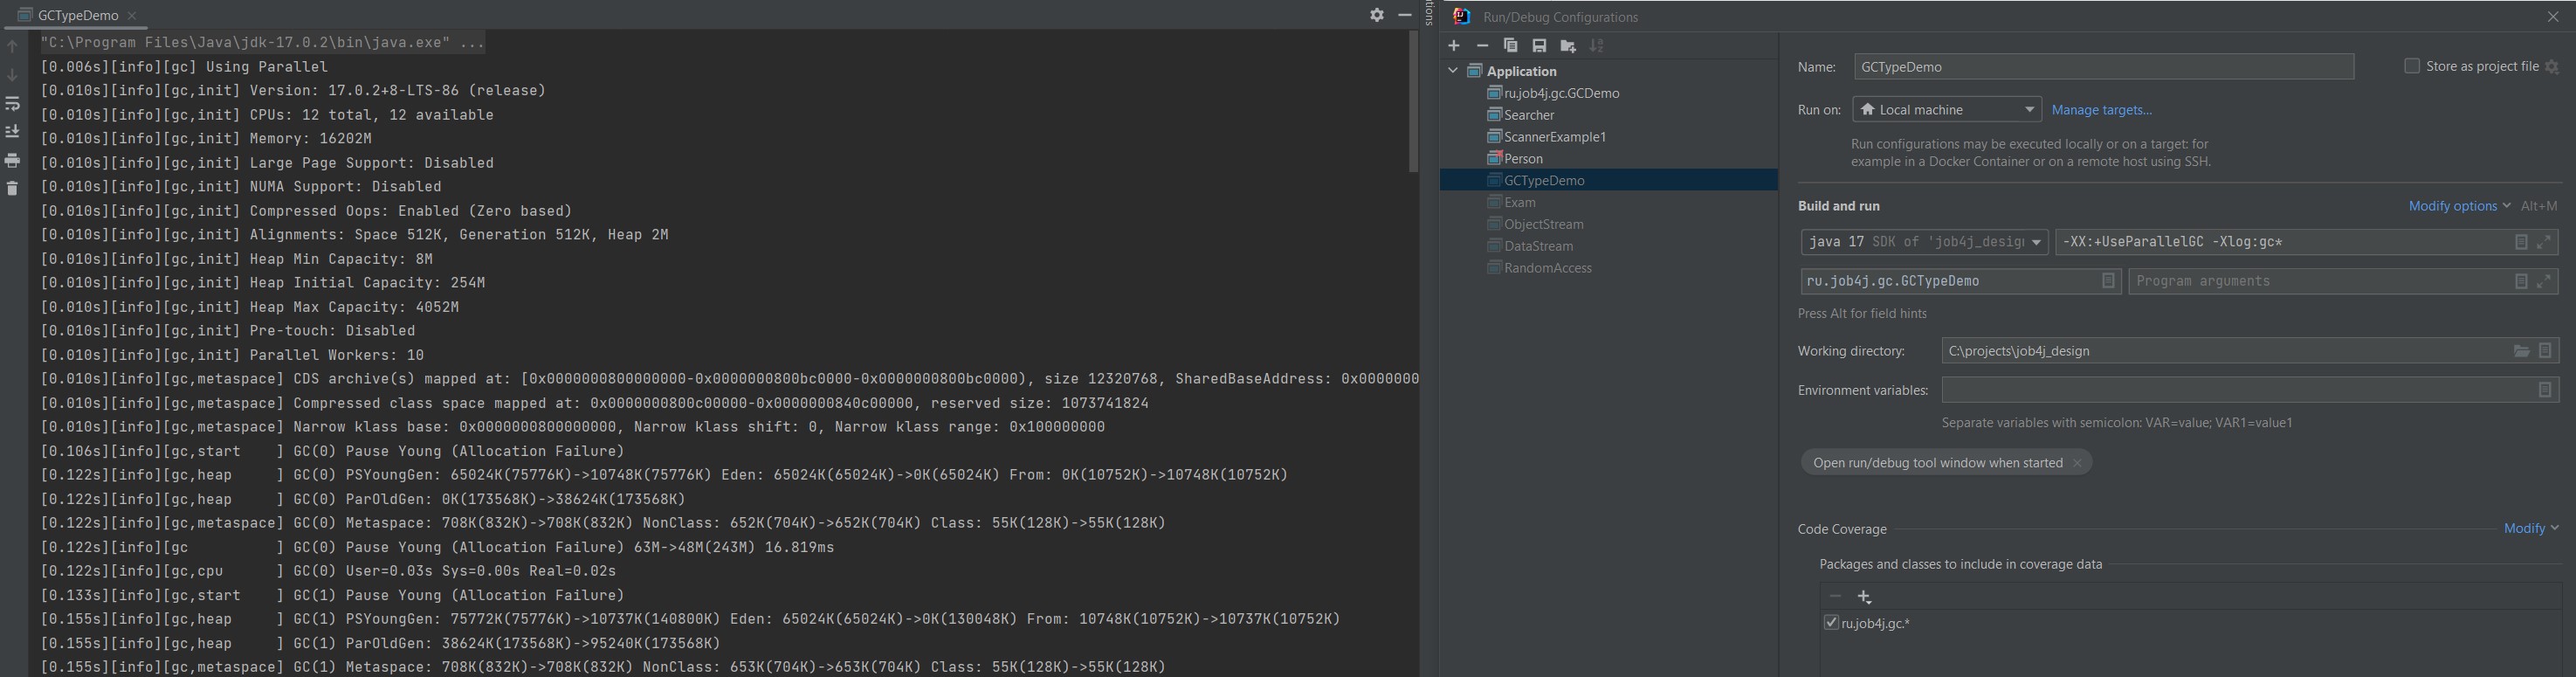 GCTypeDemo
"C:\Program Files\Java\jdk-17.0.2\bin\java.exe" ...
[0.006s][info][gc] Using Parallel
[0.010s][info][gc,init] Version: 17.0.2+8-LTS-86 (release)
[0.010s][info][gc,init] CPUs: 12 total, 12 available
[0.010s][info][gc,init] Memory: 16202M
[0.010s][info][gc,init] Large Page Support: Disabled
[0.010s][info][gc,init] NUMA Support: Disabled
[0.010s][info][gc,init] Compressed Oops: Enabled (Zero based)
[0.010s][info][gc,init] Alignments: Space 512K, Generation 512K, Heap 2M
[0.010s][info][gc,init] Heap Min Capacity: 8M
[0.010s][info][gc,init] Heap Initial Capacity: 254M
[0.010s][info][gc,init] Heap Max Capacity: 4052M
[0.010s][info][gc,init] Pre-touch: Disabled
[0.010s][info][gc,init] Parallel Workers: 10
[0.010s][info][gc,metaspace] CDS archive(s) mapped at: [0x0000000800000000-0x0000000800bc0000-0x0000000800bc0000), size 12320768, SharedBaseAddress: 0x0000000
[0.010s][info][gc,metaspace] Compressed class space mapped at: 0x0000000800c00000-0x0000000840c00000, reserved size: 1073741824
[0.010s][info][gc,metaspace] Narrow klass base: 0x0000000800000000, Narrow klass shift: 0, Narrow klass range: 0x100000000
[0.106s][info][gc,start    ] GC(0) Pause Young (Allocation Failure)
[0.122s][info][gc,heap     ] GC(0) PSYoungGen: 65024K(75776K)->10748K(75776K) Eden: 65024K(65024K)->0K(65024K) From: 0K(10752K)->10748K(10752K)
[0.122s][info][gc,heap     ] GC(0) ParOldGen: 0K(173568K)->38624K(173568K)
[0.122s][info][gc,metaspace] GC(0) Metaspace: 708K(832K)->708K(832K) NonClass: 652K(704K)->652K(704K) Class: 55K(128K)->55K(128K)
[0.122s][info][gc          ] GC(0) Pause Young (Allocation Failure) 63M->48M(243M) 16.819ms
[0.122s][info][gc,cpu      ] GC(0) User=0.03s Sys=0.00s Real=0.02s
[0.133s][info][gc,start    ] GC(1) Pause Young (Allocation Failure)
[0.155s][info][gc,heap     ] GC(1) PSYoungGen: 75772K(75776K)->10737K(140800K) Eden: 65024K(65024K)->0K(130048K) From: 10748K(10752K)->10737K(10752K)
[0.155s][info][gc,heap     ] GC(1) ParOldGen: 38624K(173568K)->95240K(173568K)
[0.155s][info][gc,metaspace] GC(1) Metaspace: 708K(832K)->708K(832K) NonClass: 653K(704K)->653K(704K) Class: 55K(128K)->55K(128K)
Run/Debug Configurations
Application
ru.job4j.gc.GCDemo
Searcher
ScannerExample1
Person
GCTypeDemo
Exam
ObjectStream
DataStream
RandomAccess
Name: GCTypeDemo
Store as project file
Run on: Local machine Manage targets...
Run configurations may be executed locally or on a target: for
example in a Docker Container or on a remote host using SSH.
Build and run Modify options Alt+M
java 17 SDK of 'job4j_desig -XX:+UseParallelGC -Xlog:gc*
ru.job4j.gc.GCTypeDemo Program arguments
Press Alt for field hints
Working directory: C:\projects\job4j_design
Environment variables:
Separate variables with semicolon: VAR=value; VAR1=value1
Open run/debug tool window when started
Code Coverage Modify
Packages and classes to include in coverage data
ru.job4j.gc.*